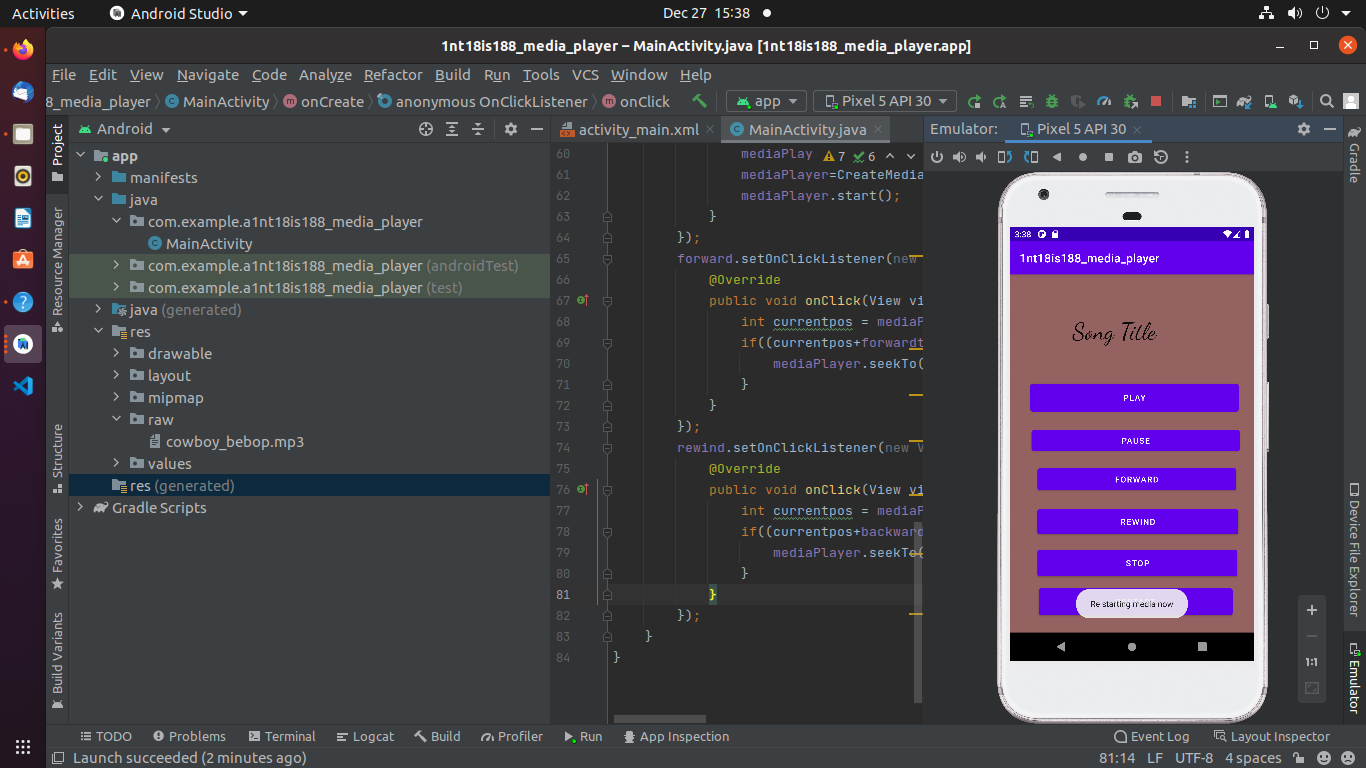 Activities Android Studio Dec 27 15:38
1nt18is188_media_player – MainActivity.java [1nt18is188_media_player.app]
File Edit View Navigate Code Analyze Refactor Build Run Tools VCS Window Help
8_media_player MainActivity onCreate anonymous OnClickListener onClick app Pixel 5 API 30
Project
Resource Manager
Structure
Favorites
Build Variants
Android
app
manifests
java
com.example.a1nt18is188_media_player
MainActivity
com.example.a1nt18is188_media_player (androidTest)
com.example.a1nt18is188_media_player (test)
java (generated)
res
drawable
layout
mipmap
raw
cowboy_bebop.mp3
values
res (generated)
Gradle Scripts
activity_main.xml MainActivity.java
7 6
60 mediaPlay
61 mediaPlayer=CreateMedia
62 mediaPlayer.start();
63 }
64 });
65 forward.setOnClickListener(new
66 @Override
67 public void onClick(View vi
68 int currentpos = mediaP
69 if((currentpos+forwardt
70 mediaPlayer.seekTo(
71 }
72 }
73 });
74 rewind.setOnClickListener(new V
75 @Override
76 public void onClick(View vi
77 int currentpos = mediaP
78 if((currentpos+backward
79 mediaPlayer.seekTo(
80 }
81 }
82 });
83 }
84 }
Emulator: Pixel 5 API 30
3:38
1nt18is188_media_player
Song Title
PLAY
PAUSE
FORWARD
REWIND
STOP
Re starting media now
1:1
Gradle
Device File Explorer
Emulator
TODO Problems Terminal Logcat Build Profiler Run App Inspection Event Log Layout Inspector
Launch succeeded (2 minutes ago) 81:14 LF UTF-8 4 spaces